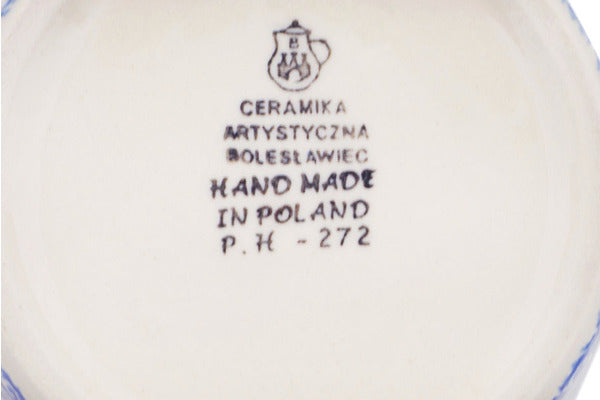 B
CERAMIKA
ARTYSTYCZNA
BOLESŁAWIEC
HAND MADE
IN POLAND
P.H - 272